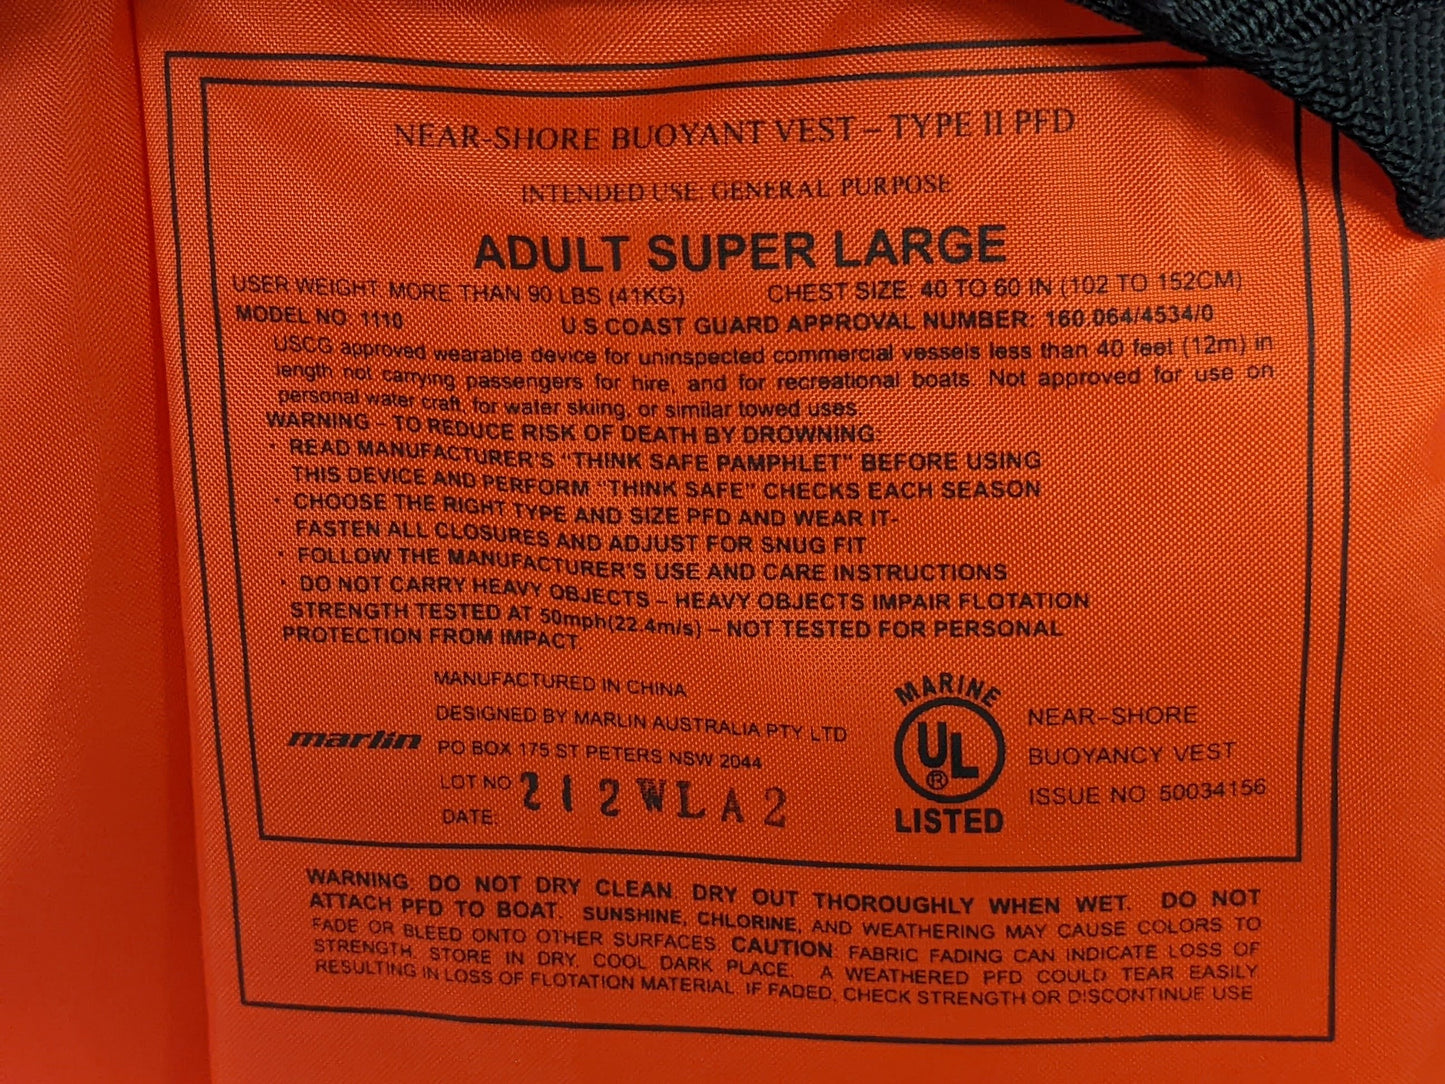 NEAR-SHORE BUOYANT VEST – TYPE II PFD
INTENDED USE: GENERAL PURPOSE
ADULT SUPER LARGE
USER WEIGHT: MORE THAN 90 LBS (41KG) CHEST SIZE: 40 TO 60 IN (102 TO 152CM)
MODEL NO: 1110 U.S.COAST GUARD APPROVAL NUMBER: 160.064/4534/0
USCG approved wearable device for uninspected commercial vessels less than 40 feet (12m) in
length not carrying passengers for hire, and for recreational boats. Not approved for use on
personal water craft, for water skiing, or similar towed uses.
WARNING – TO REDUCE RISK OF DEATH BY DROWNING:
· READ MANUFACTURER'S "THINK SAFE PAMPHLET" BEFORE USING
THIS DEVICE AND PERFORM "THINK SAFE" CHECKS EACH SEASON
· CHOOSE THE RIGHT TYPE AND SIZE PFD AND WEAR IT-
FASTEN ALL CLOSURES AND ADJUST FOR SNUG FIT
· FOLLOW THE MANUFACTURER'S USE AND CARE INSTRUCTIONS
· DO NOT CARRY HEAVY OBJECTS – HEAVY OBJECTS IMPAIR FLOTATION
STRENGTH TESTED AT 50mph(22.4m/s) – NOT TESTED FOR PERSONAL
PROTECTION FROM IMPACT.
marlin
MANUFACTURED IN CHINA
DESIGNED BY MARLIN AUSTRALIA PTY LTD
PO BOX 175 ST PETERS NSW 2044
LOT NO: 212WLA2
DATE:
MARINE
UL ®
LISTED
NEAR-SHORE
BUOYANCY VEST
ISSUE NO: 50034156
WARNING: DO NOT DRY CLEAN. DRY OUT THOROUGHLY WHEN WET. DO NOT
ATTACH PFD TO BOAT. SUNSHINE, CHLORINE, AND WEATHERING MAY CAUSE COLORS TO
FADE OR BLEED ONTO OTHER SURFACES. CAUTION: FABRIC FADING CAN INDICATE LOSS OF
STRENGTH, STORE IN DRY, COOL DARK PLACE. A WEATHERED PFD COULD TEAR EASILY
RESULTING IN LOSS OF FLOTATION MATERIAL. IF FADED, CHECK STRENGTH OR DISCONTINUE USE